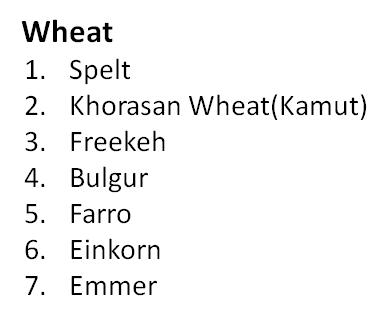 Wheat
1. Spelt
2. Khorasan Wheat(Kamut)
3. Freekeh
4. Bulgur
5. Farro
6. Einkorn
7. Emmer